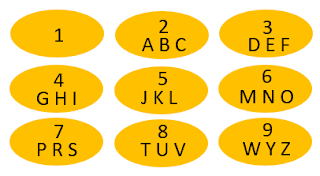 1 2 3
A B C D E F
4 5 6
G H I J K L M N O
7 8 9
P R S T U V W Y Z